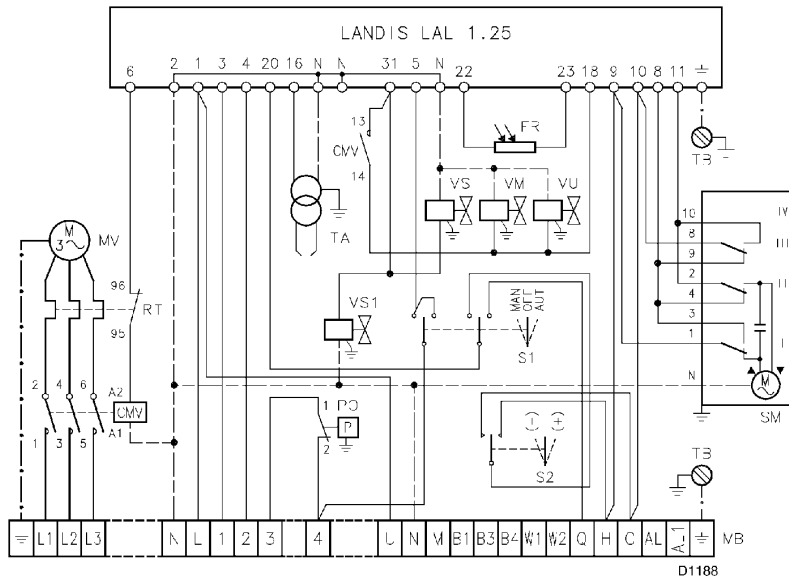 LANDIS LAL 1.25
6 2 1 3 4 20 16 N N 31 5 N 22 23 18 9 10 8 11
13
CMV
14
FR
TB
TA
VS VM VU
10 IV
8
9 III
2 II
4
3
1 I
N
M
SM
M
3
MV
96
RT
95
VS1
MAN
OFF
AUT
S1
2 4 6 A2
CMV
1 3 5 A1
1 PO
P
2
S2
TB
L1 L2 L3 N L 1 2 3 4 U N M B1 B3 B4 W1 W2 Q H C AL A_1 MB
D1188